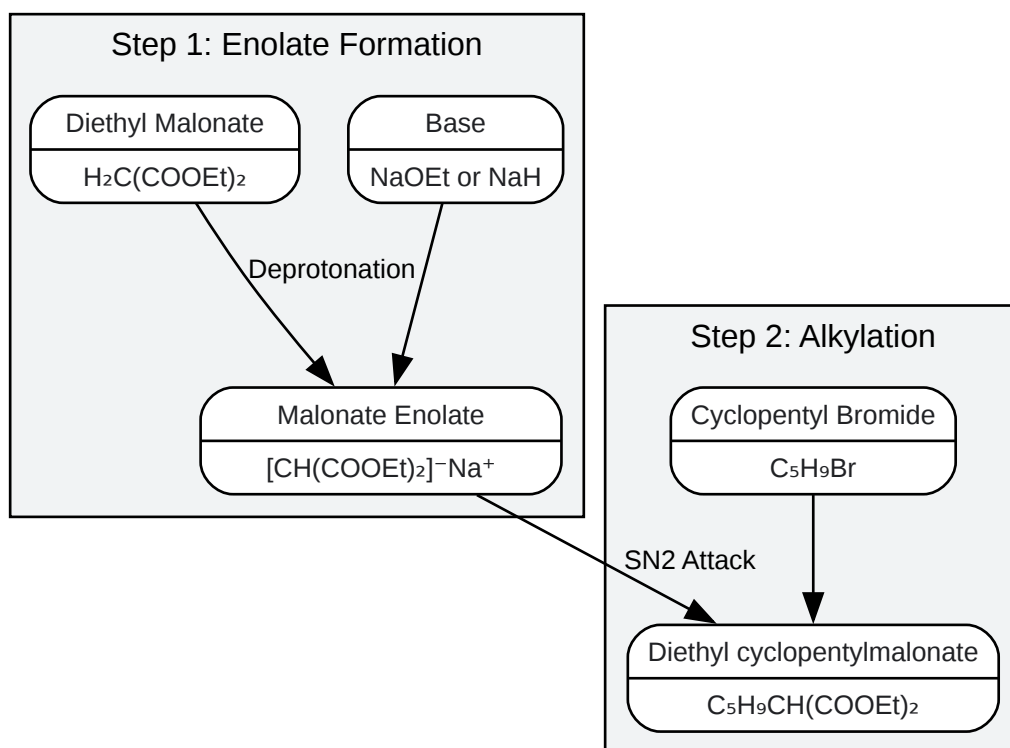 Step 1: Enolate Formation
Diethyl Malonate
H₂C(COOEt)₂
Base
NaOEt or NaH
Deprotonation
Malonate Enolate
[CH(COOEt)₂]⁻Na⁺
Step 2: Alkylation
Cyclopentyl Bromide
C₅H₉Br
SN2 Attack
Diethyl cyclopentylmalonate
C₅H₉CH(COOEt)₂